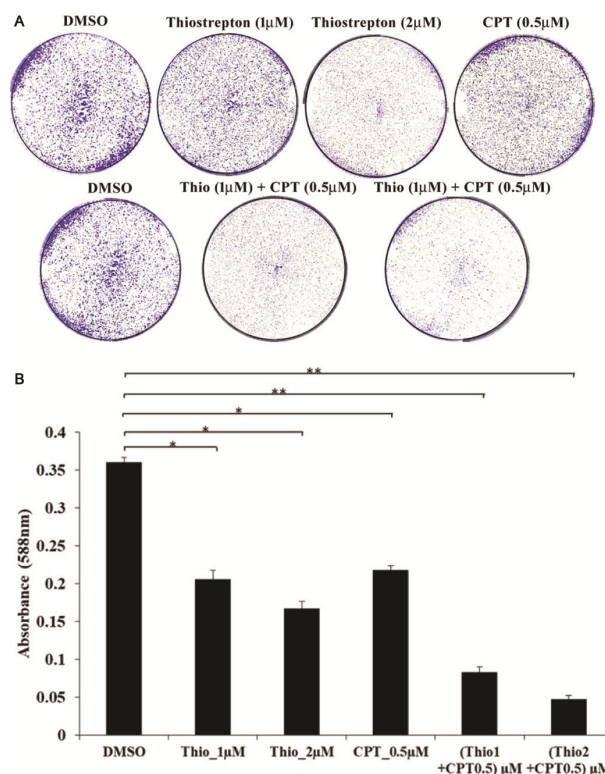 A
DMSO
Thiostrepton (1µM)
Thiostrepton (2µM)
CPT (0.5µM)
DMSO
Thio (1µM) + CPT (0.5µM)
Thio (1µM) + CPT (0.5µM)
B
**
**
*
*
*
Absorbance (588nm)
0.4
0.35
0.3
0.25
0.2
0.15
0.1
0.05
0
DMSO
Thio_1µM
Thio_2µM
CPT_0.5µM
(Thio1
+CPT0.5) µM
(Thio2
+CPT0.5) µM